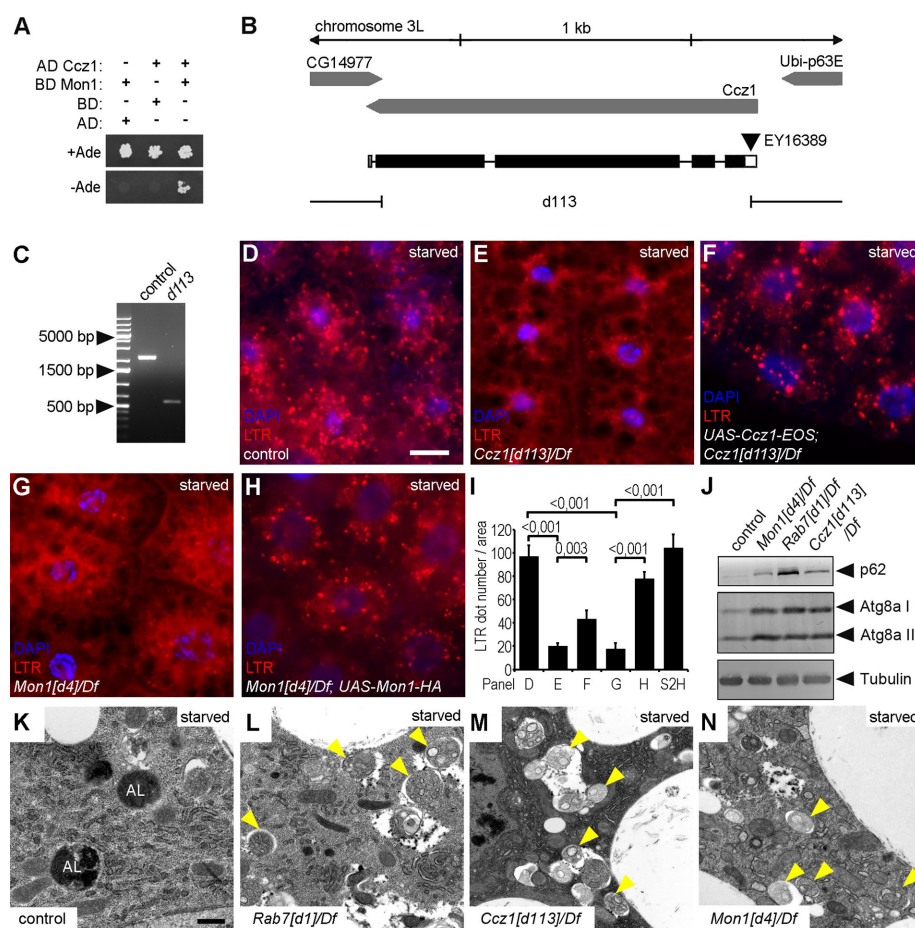 A
AD Ccz1: - + +
BD Mon1: + - +
BD: - + -
AD: + - -
+Ade
-Ade
B
chromosome 3L
1 kb
CG14977
Ubi-p63E
Ccz1
EY16389
d113
C
control
d113
5000 bp
1500 bp
500 bp
D
starved
DAPI
LTR
control
E
starved
DAPI
LTR
Ccz1[d113]/Df
F
starved
DAPI
LTR
UAS-Ccz1-EOS;
Ccz1[d113]/Df
G
starved
DAPI
LTR
Mon1[d4]/Df
H
starved
DAPI
LTR
Mon1[d4]/Df; UAS-Mon1-HA
I
<0,001
<0,001
<0,001
0,003
<0,001
LTR dot number / area
120
100
80
60
40
20
0
Panel D E F G H S2H
J
control
Mon1[d4]/Df
Rab7[d1]/Df
Ccz1[d113]
/Df
p62
Atg8a I
Atg8a II
Tubulin
K
starved
AL
AL
control
L
starved
Rab7[d1]/Df
M
starved
Ccz1[d113]/Df
N
starved
Mon1[d4]/Df